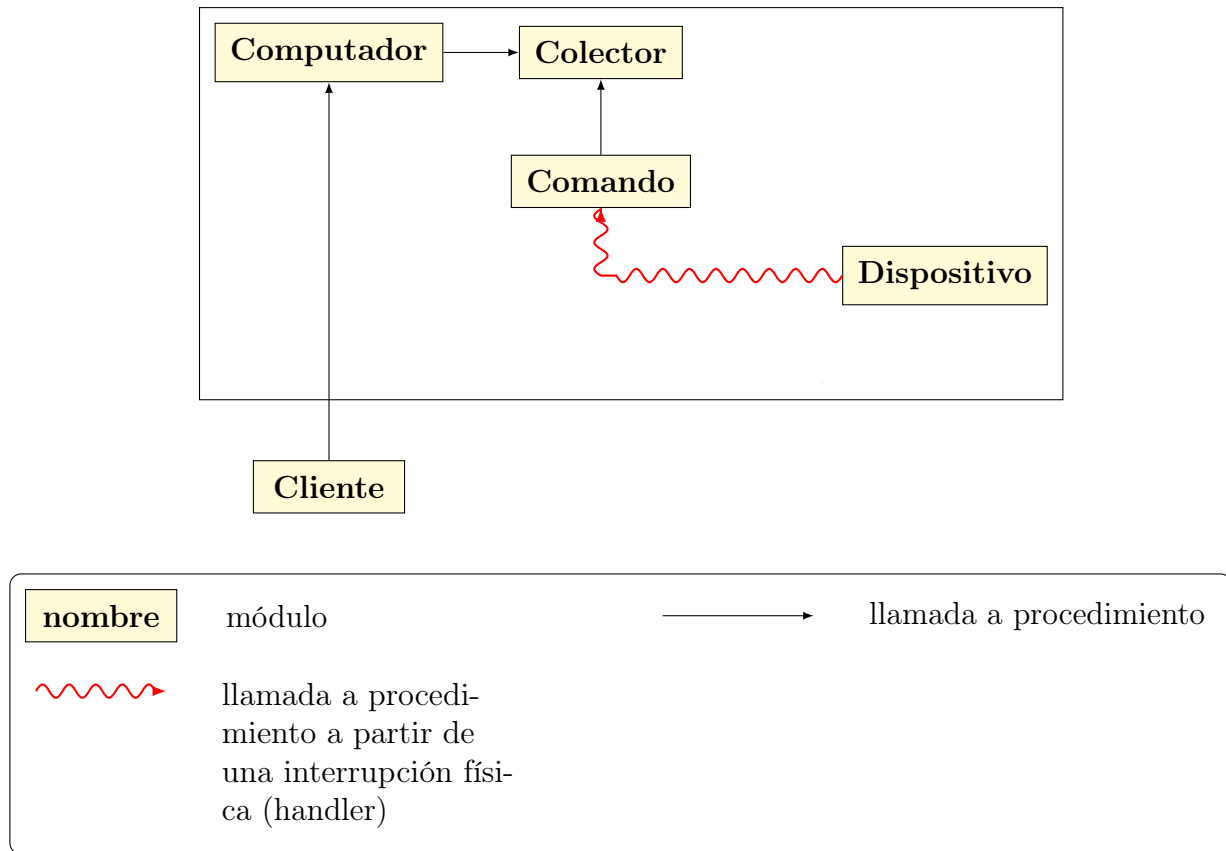 Computador
Colector
Comando
Dispositivo
Cliente
nombre
módulo
llamada a procedimiento
llamada a procedi-
miento a partir de
una interrupción físi-
ca (handler)